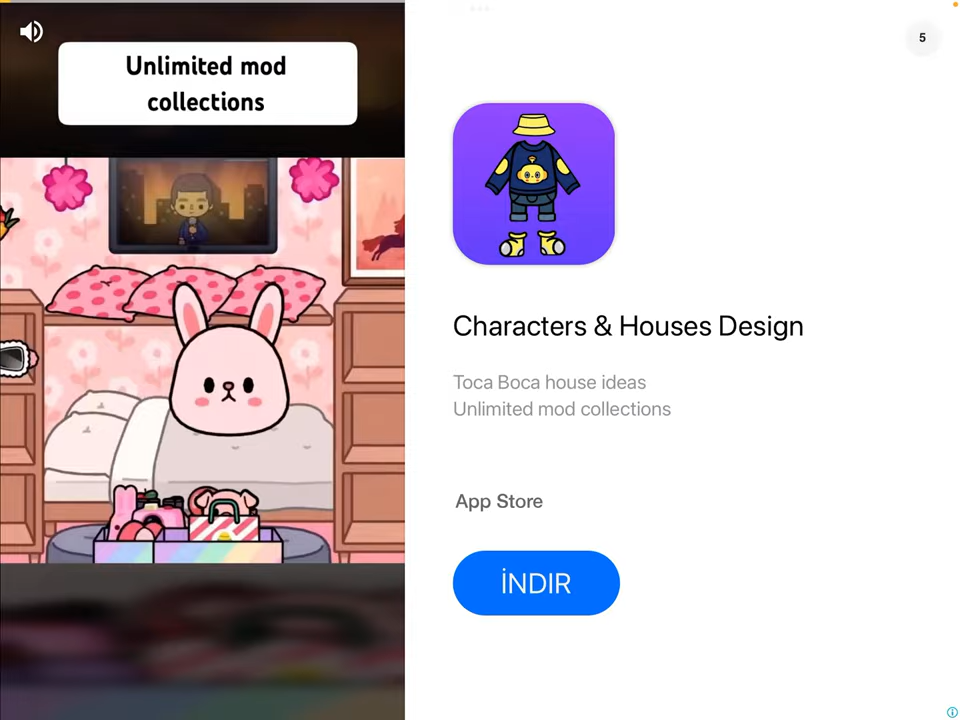 Unlimited mod
collections
5
Characters & Houses Design
Toca Boca house ideas
Unlimited mod collections
App Store
İNDIR